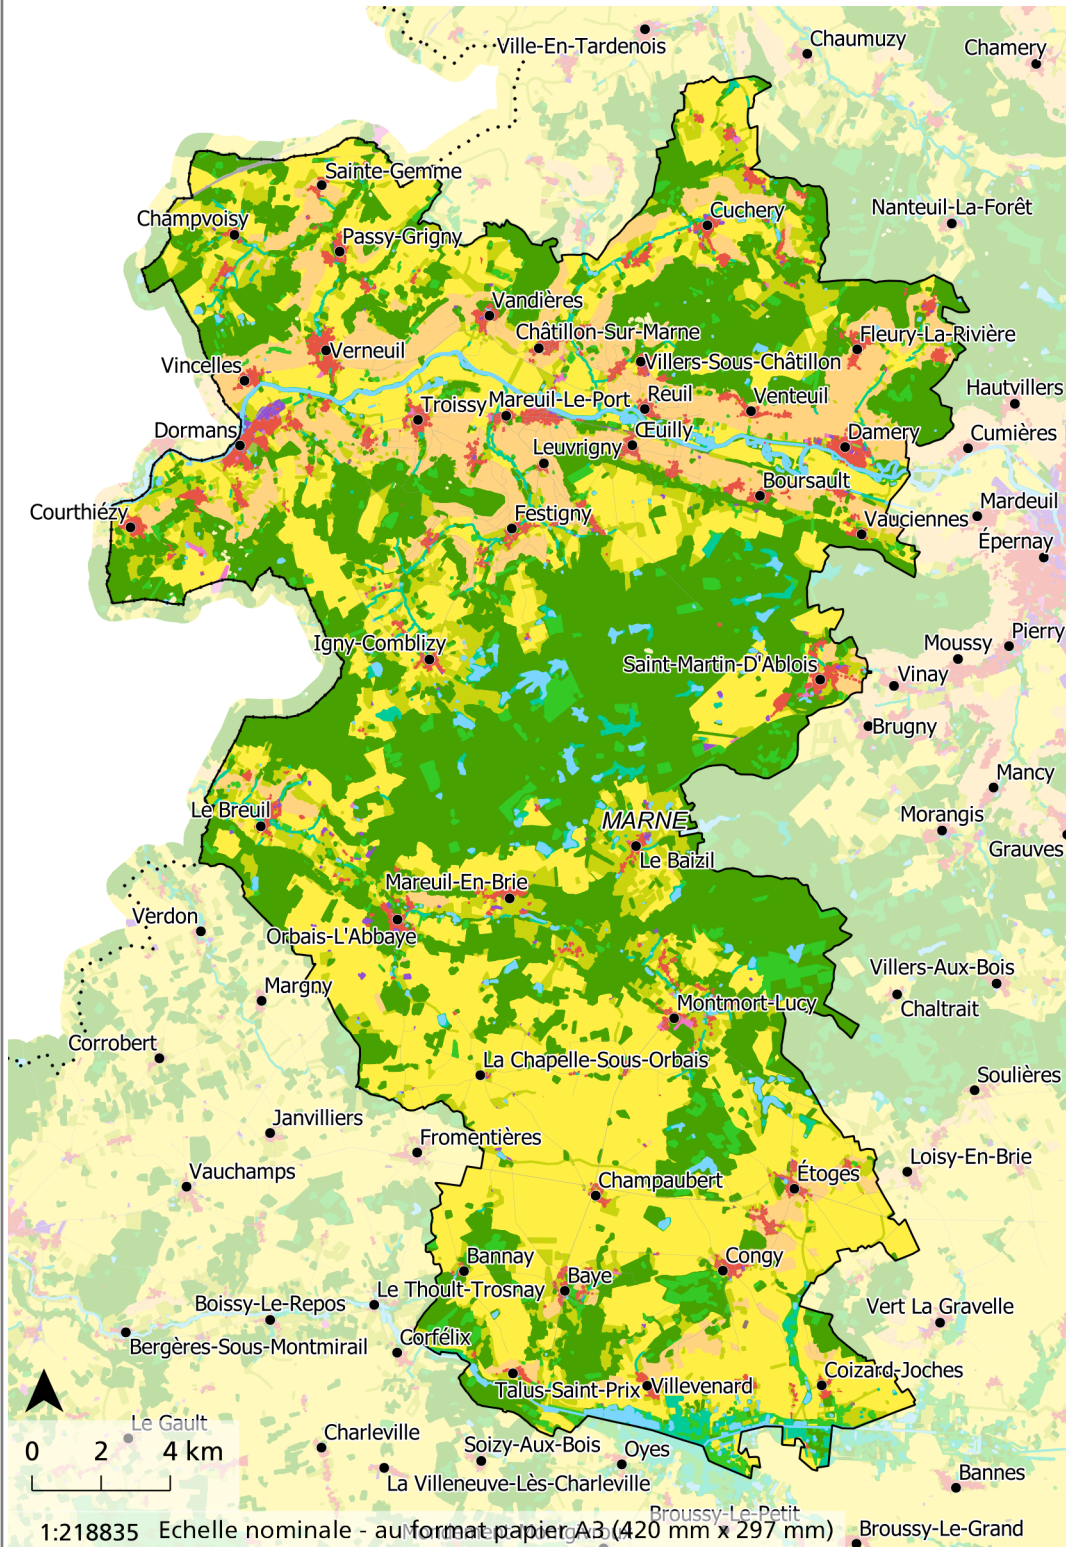 Ville-En-Tardenois
Chaumuzy
Chamery
Sainte-Gemme
Champvoisy
Passy-Grigny
Cuchery
Nanteuil-La-Forêt
Vandières
Châtillon-Sur-Marne
Fleury-La-Rivière
Verneuil
Vincelles
Villers-Sous-Châtillon
Troissy
Mareuil-Le-Port
Reuil
Venteuil
Hautvillers
Dormans
Œuilly
Damery
Cumières
Leuvrigny
Boursault
Mardeuil
Courthiézy
Festigny
Vauciennes
Épernay
Igny-Comblizy
Saint-Martin-D'Ablois
Moussy
Pierry
Vinay
Brugny
Mancy
Le Breuil
MARNE
Morangis
Grauves
Le Baizil
Mareuil-En-Brie
Verdon
Orbais-L'Abbaye
Margny
Villers-Aux-Bois
Chaltrait
Montmort-Lucy
Corrobert
La Chapelle-Sous-Orbais
Soulières
Janvilliers
Fromentières
Loisy-En-Brie
Vauchamps
Champaubert
Étoges
Bannay
Congy
Baye
Le Thoult-Trosnay
Boissy-Le-Repos
Vert La Gravelle
Bergères-Sous-Montmirail
Corfélix
Coizard-Joches
Talus-Saint-Prix
Villevenard
Le Gault
Charleville
Soizy-Aux-Bois
Oyes
0 2 4 km
La Villeneuve-Lès-Charleville
Bannes
Broussy-Le-Petit
Mondement-Montgivroux
1:218835 Echelle nominale - au format papier A3 (420 mm x 297 mm)
Broussy-Le-Grand